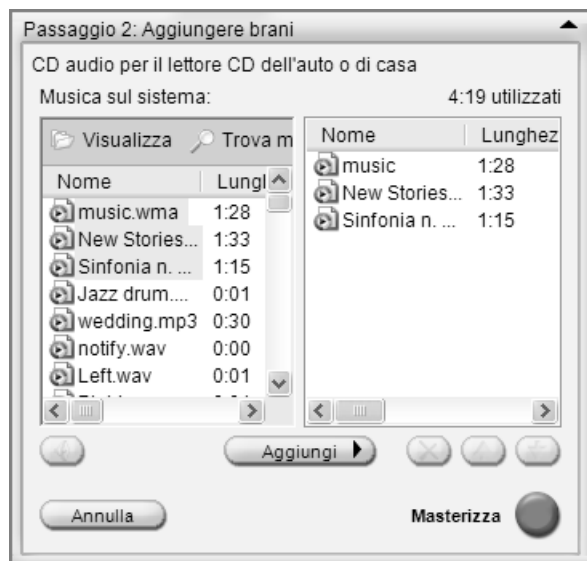 Passaggio 2: Aggiungere brani
CD audio per il lettore CD dell'auto o di casa
Musica sul sistema: 4:19 utilizzati
Visualizza Trova m
Nome Lungl
music.wma 1:28
New Stories... 1:33
Sinfonia n. ... 1:15
Jazz drum.... 0:01
wedding.mp3 0:30
notify.wav 0:00
Left.wav 0:01
Nome Lunghez
music 1:28
New Stories... 1:33
Sinfonia n. ... 1:15
Aggiungi
Annulla Masterizza